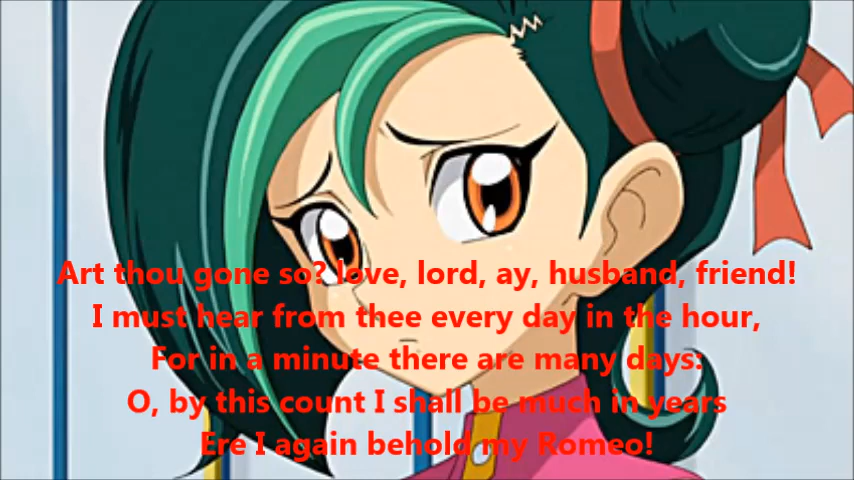 Art thou gone so? love, lord, ay, husband, friend!
I must hear from thee every day in the hour,
For in a minute there are many days:
O, by this count I shall be much in years
Ere I again behold my Romeo!